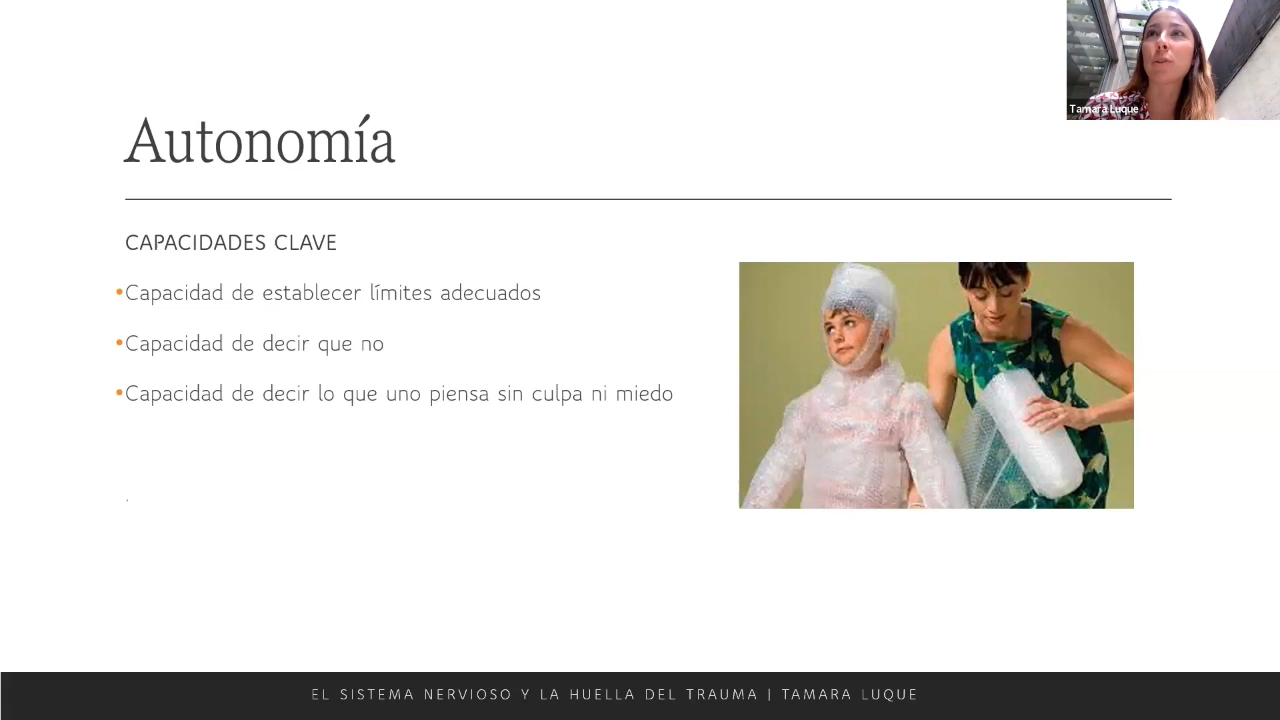 Tamara Luque
Autonomía
CAPACIDADES CLAVE
•Capacidad de establecer límites adecuados
•Capacidad de decir que no
•Capacidad de decir lo que uno piensa sin culpa ni miedo
.
EL SISTEMA NERVIOSO Y LA HUELLA DEL TRAUMA | TAMARA LUQUE